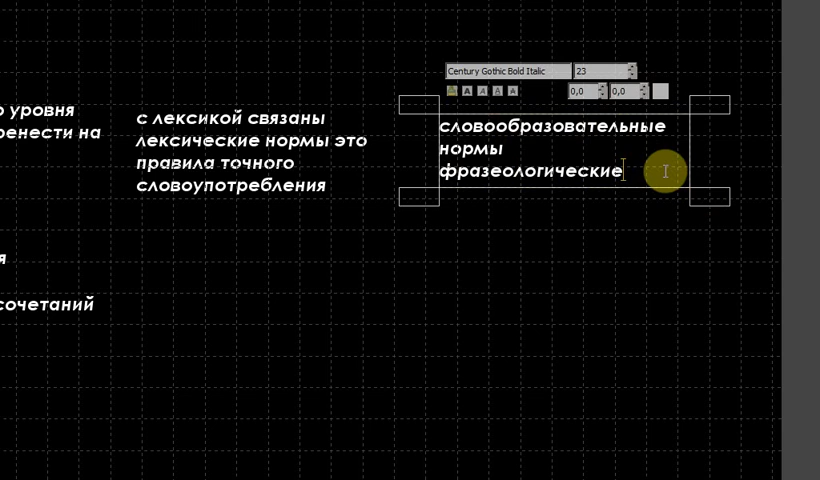 Century Gothic Bold Italic 23
0,0 0,0
о уровня
ренести на
я
сочетаний
с лексикой связаны
лексические нормы это
правила точного
словоупотребления
словообразовательные
нормы
фразеологические